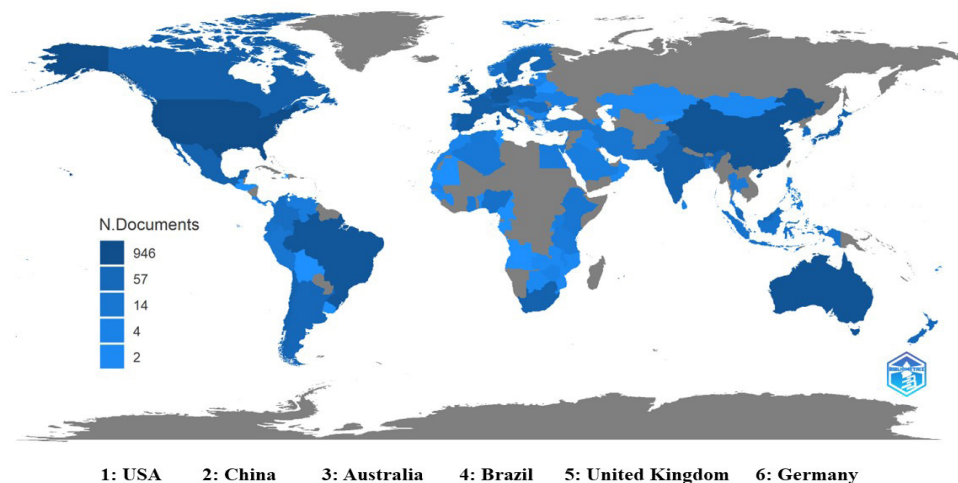 N.Documents
946
57
14
4
2
BIBLIOMETRIX
1: USA 2: China 3: Australia 4: Brazil 5: United Kingdom 6: Germany